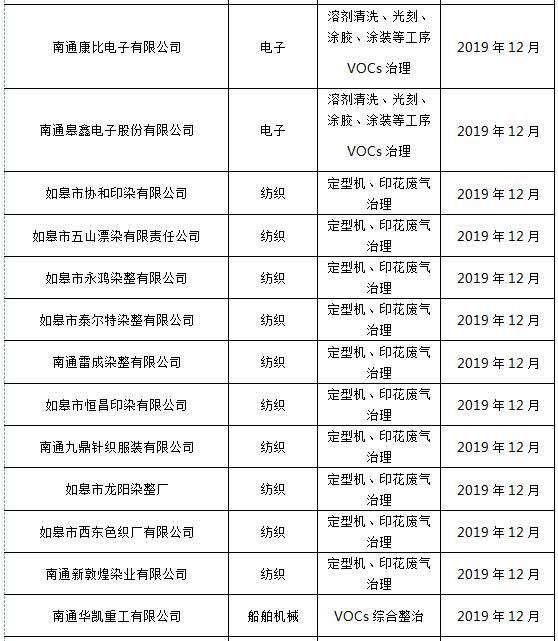 南通康比电子有限公司
电子
溶剂清洗、光刻、
涂胶、涂装等工序
VOCs 治理
2019 年 12 月
南通皋鑫电子股份有限公司
电子
溶剂清洗、光刻、
涂胶、涂装等工序
VOCs 治理
2019 年 12 月
如皋市协和印染有限公司
纺织
定型机、印花废气
治理
2019 年 12 月
如皋市五山漂染有限责任公司
纺织
定型机、印花废气
治理
2019 年 12 月
如皋市永鸿染整有限公司
纺织
定型机、印花废气
治理
2019 年 12 月
如皋市泰尔特染整有限公司
纺织
定型机、印花废气
治理
2019 年 12 月
南通雷成染整有限公司
纺织
定型机、印花废气
治理
2019 年 12 月
如皋市恒昌印染有限公司
纺织
定型机、印花废气
治理
2019 年 12 月
南通九鼎针织服装有限公司
纺织
定型机、印花废气
治理
2019 年 12 月
如皋市龙阳染整厂
纺织
定型机、印花废气
治理
2019 年 12 月
如皋市西东色织厂有限公司
纺织
定型机、印花废气
治理
2019 年 12 月
南通新敦煌染业有限公司
纺织
定型机、印花废气
治理
2019 年 12 月
南通华凯重工有限公司
船舶机械
VOCs 综合整治
2019 年 12 月